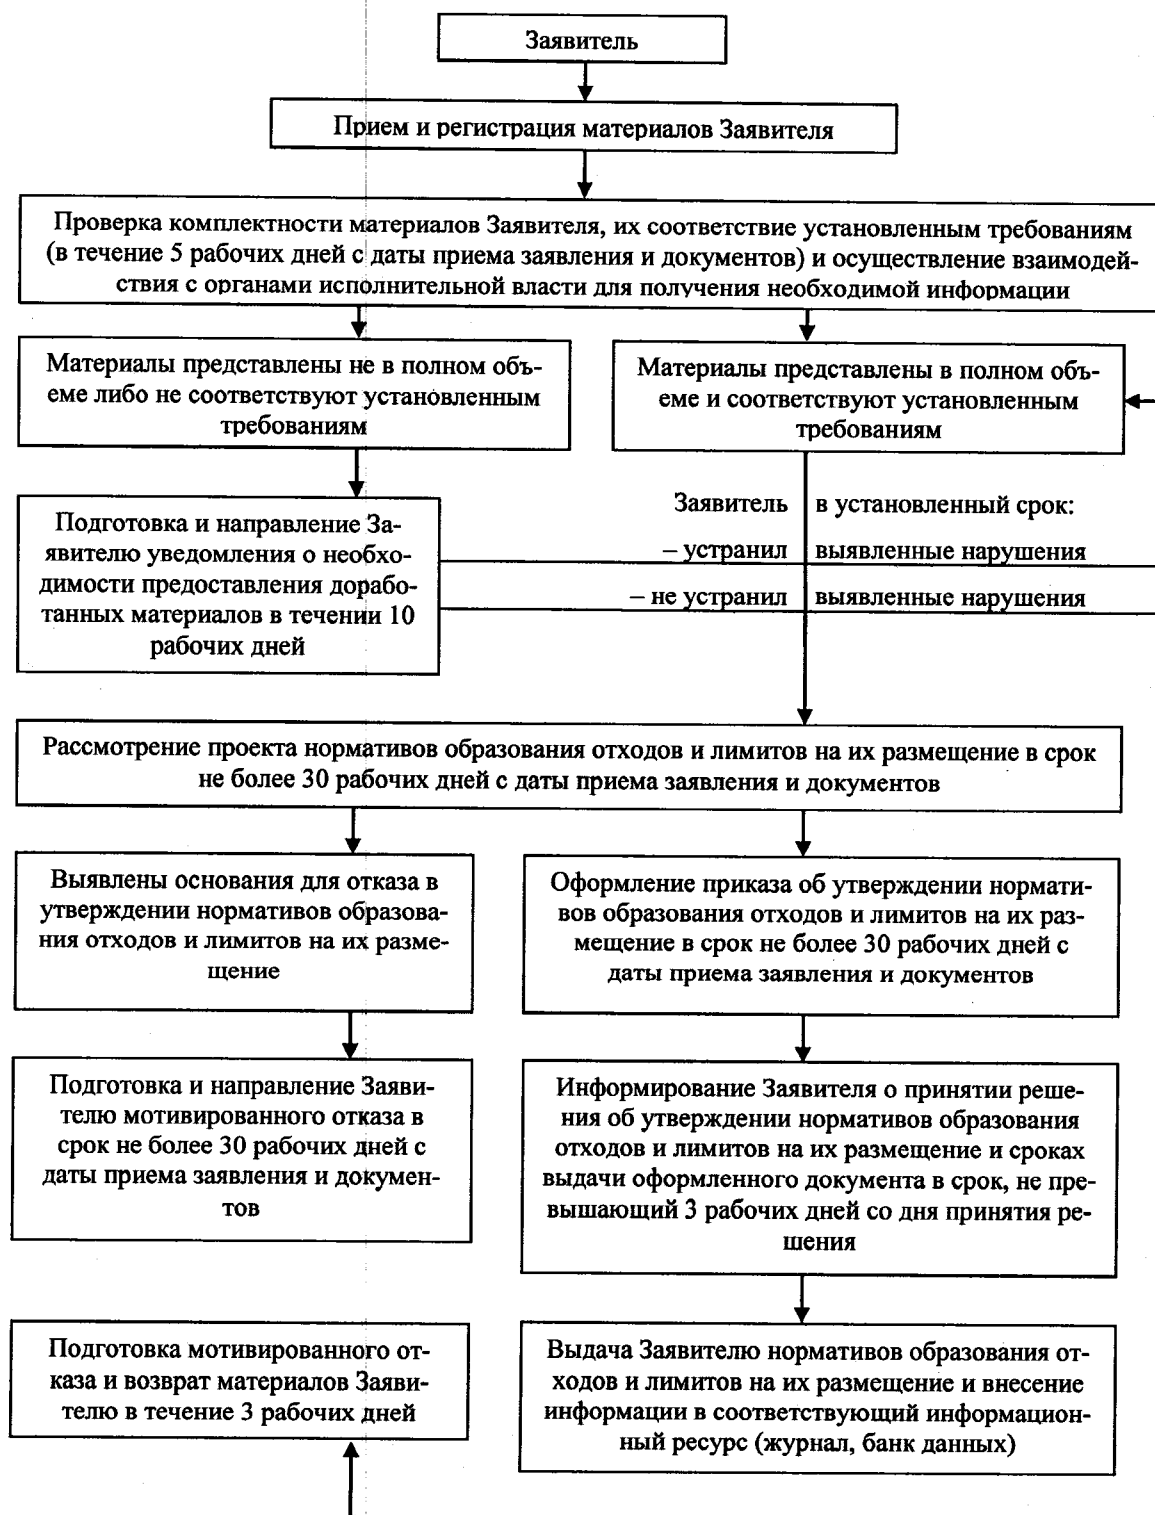 Заявитель
Прием и регистрация материалов Заявителя
Проверка комплектности материалов Заявителя, их соответствие установленным требованиям
(в течение 5 рабочих дней с даты приема заявления и документов) и осуществление взаимодей-
ствия с органами исполнительной власти для получения необходимой информации
Материалы представлены не в полном объ-
еме либо не соответствуют установленным
требованиям
Материалы представлены в полном объ-
еме и соответствуют установленным
требованиям
Подготовка и направление За-
явителю уведомления о необхо-
димости предоставления дорабо-
танных материалов в течении 10
рабочих дней
Заявитель в установленный срок:
– устранил выявленные нарушения
– не устранил выявленные нарушения
Рассмотрение проекта нормативов образования отходов и лимитов на их размещение в срок
не более 30 рабочих дней с даты приема заявления и документов
Выявлены основания для отказа в
утверждении нормативов образова-
ния отходов и лимитов на их разме-
щение
Оформление приказа об утверждении нормати-
вов образования отходов и лимитов на их раз-
мещение в срок не более 30 рабочих дней с
даты приема заявления и документов
Подготовка и направление Заяви-
телю мотивированного отказа в
срок не более 30 рабочих дней с
даты приема заявления и докумен-
тов
Информирование Заявителя о принятии реше-
ния об утверждении нормативов образования
отходов и лимитов на их размещение и сроках
выдачи оформленного документа в срок, не пре-
вышающий 3 рабочих дней со дня принятия ре-
шения
Подготовка мотивированного от-
каза и возврат материалов Заяви-
телю в течение 3 рабочих дней
Выдача Заявителю нормативов образования от-
ходов и лимитов на их размещение и внесение
информации в соответствующий информацион-
ный ресурс (журнал, банк данных)